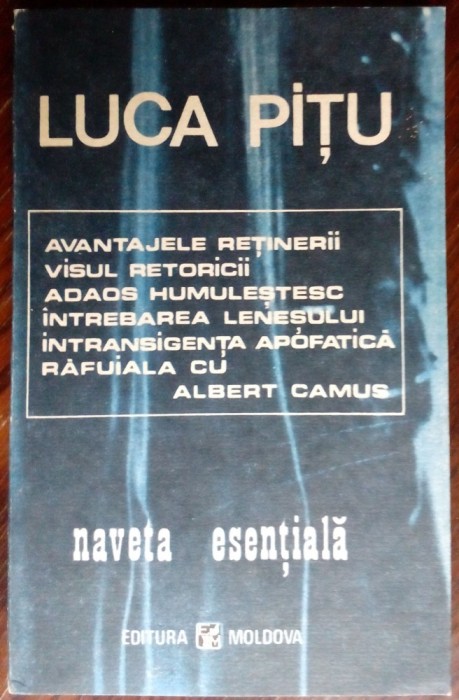 LUCA PiȚU
AVANTAJELE REȚINERii
ViSUL RETORiCii
ADAOS HUMULEȘTESC
ÎNTREBAREA LENEȘULUI
iNTRANSiGENȚA APOFATiCĂ
RĂFUiALA CU
ALBERT CAMUS
naveta esențială
EDITURA MOLDOVA